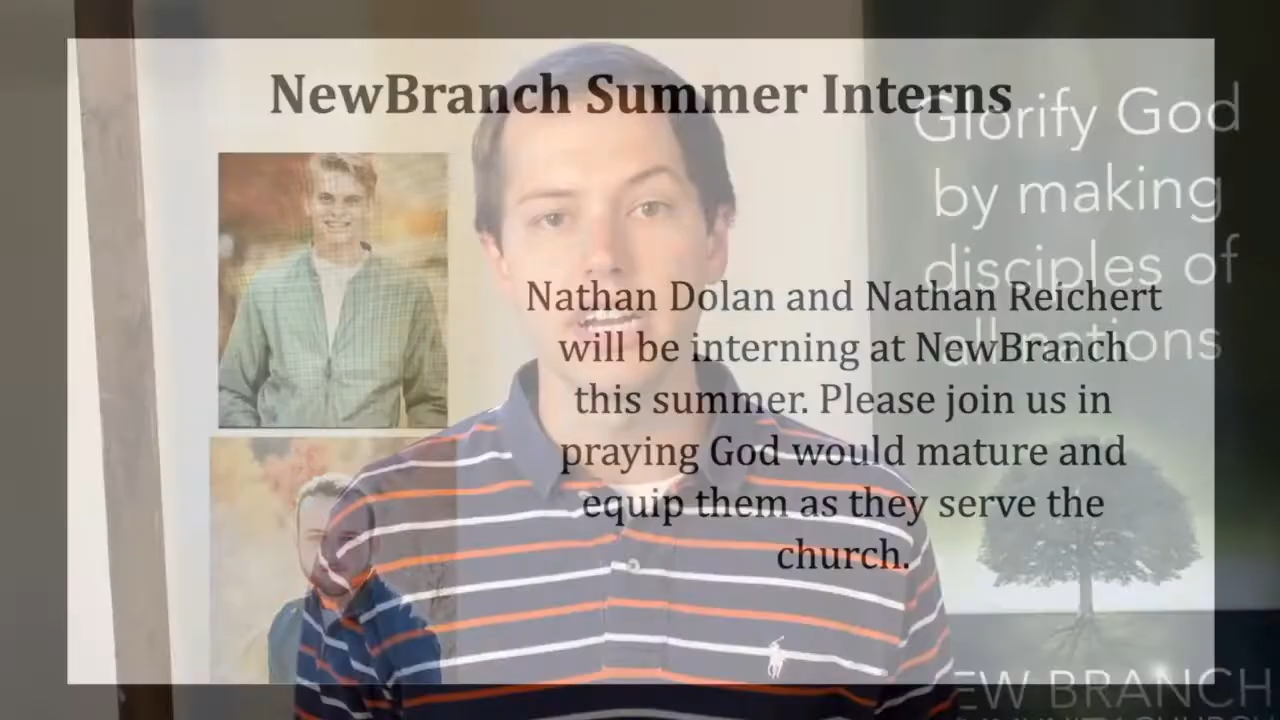 NewBranch Summer Interns
Nathan Dolan and Nathan Reichert
will be interning at NewBranch
this summer. Please join us in
praying God would mature and
equip them as they serve the
church.
Glorify God
by making
disciples of
all nations
EW BRANCH